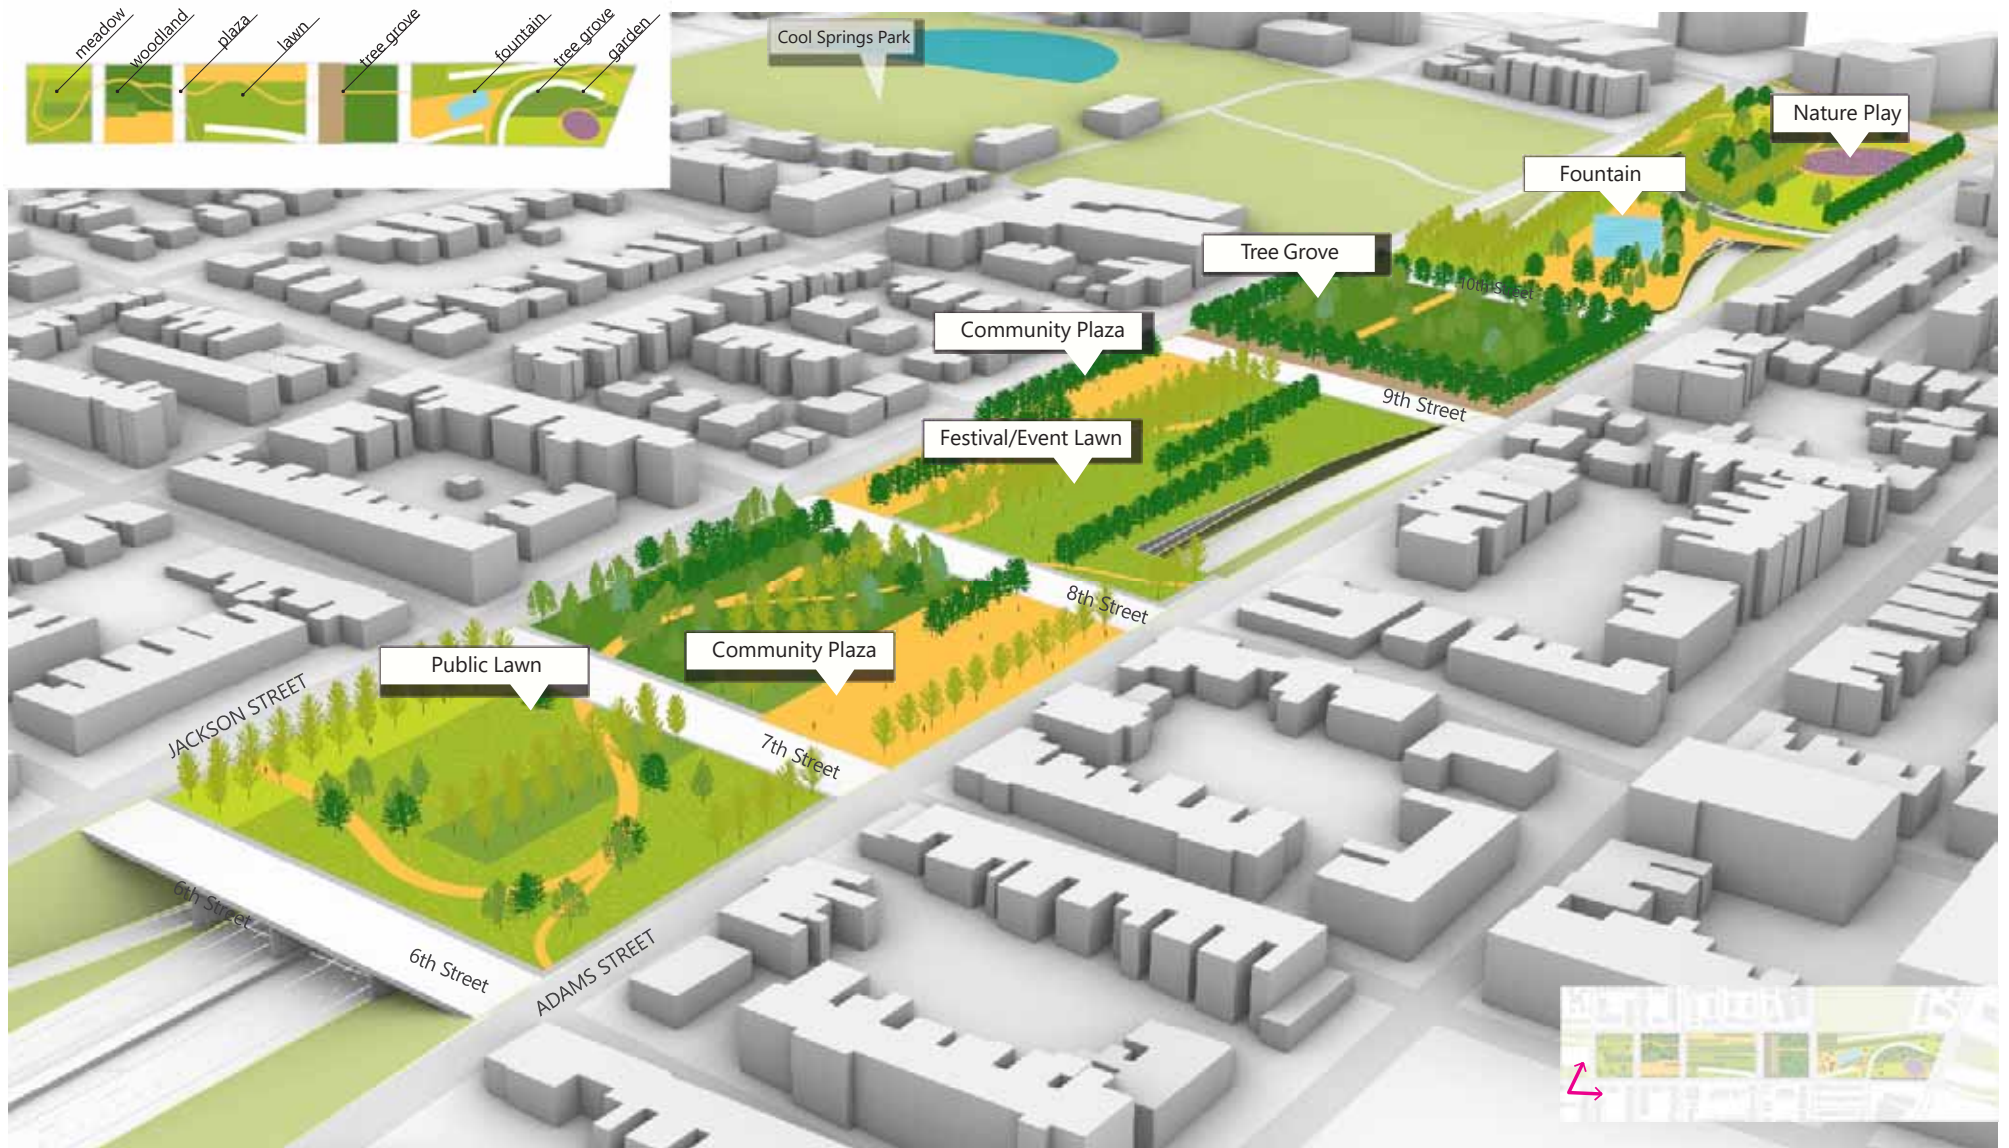 meadow
woodland
plaza
lawn
tree grove
fountain
tree grove
garden
Cool Springs Park
Nature Play
Fountain
Tree Grove
10th Street
Community Plaza
9th Street
Festival/Event Lawn
8th Street
Community Plaza
Public Lawn
JACKSON STREET
7th Street
6th Street
6th Street
ADAMS STREET